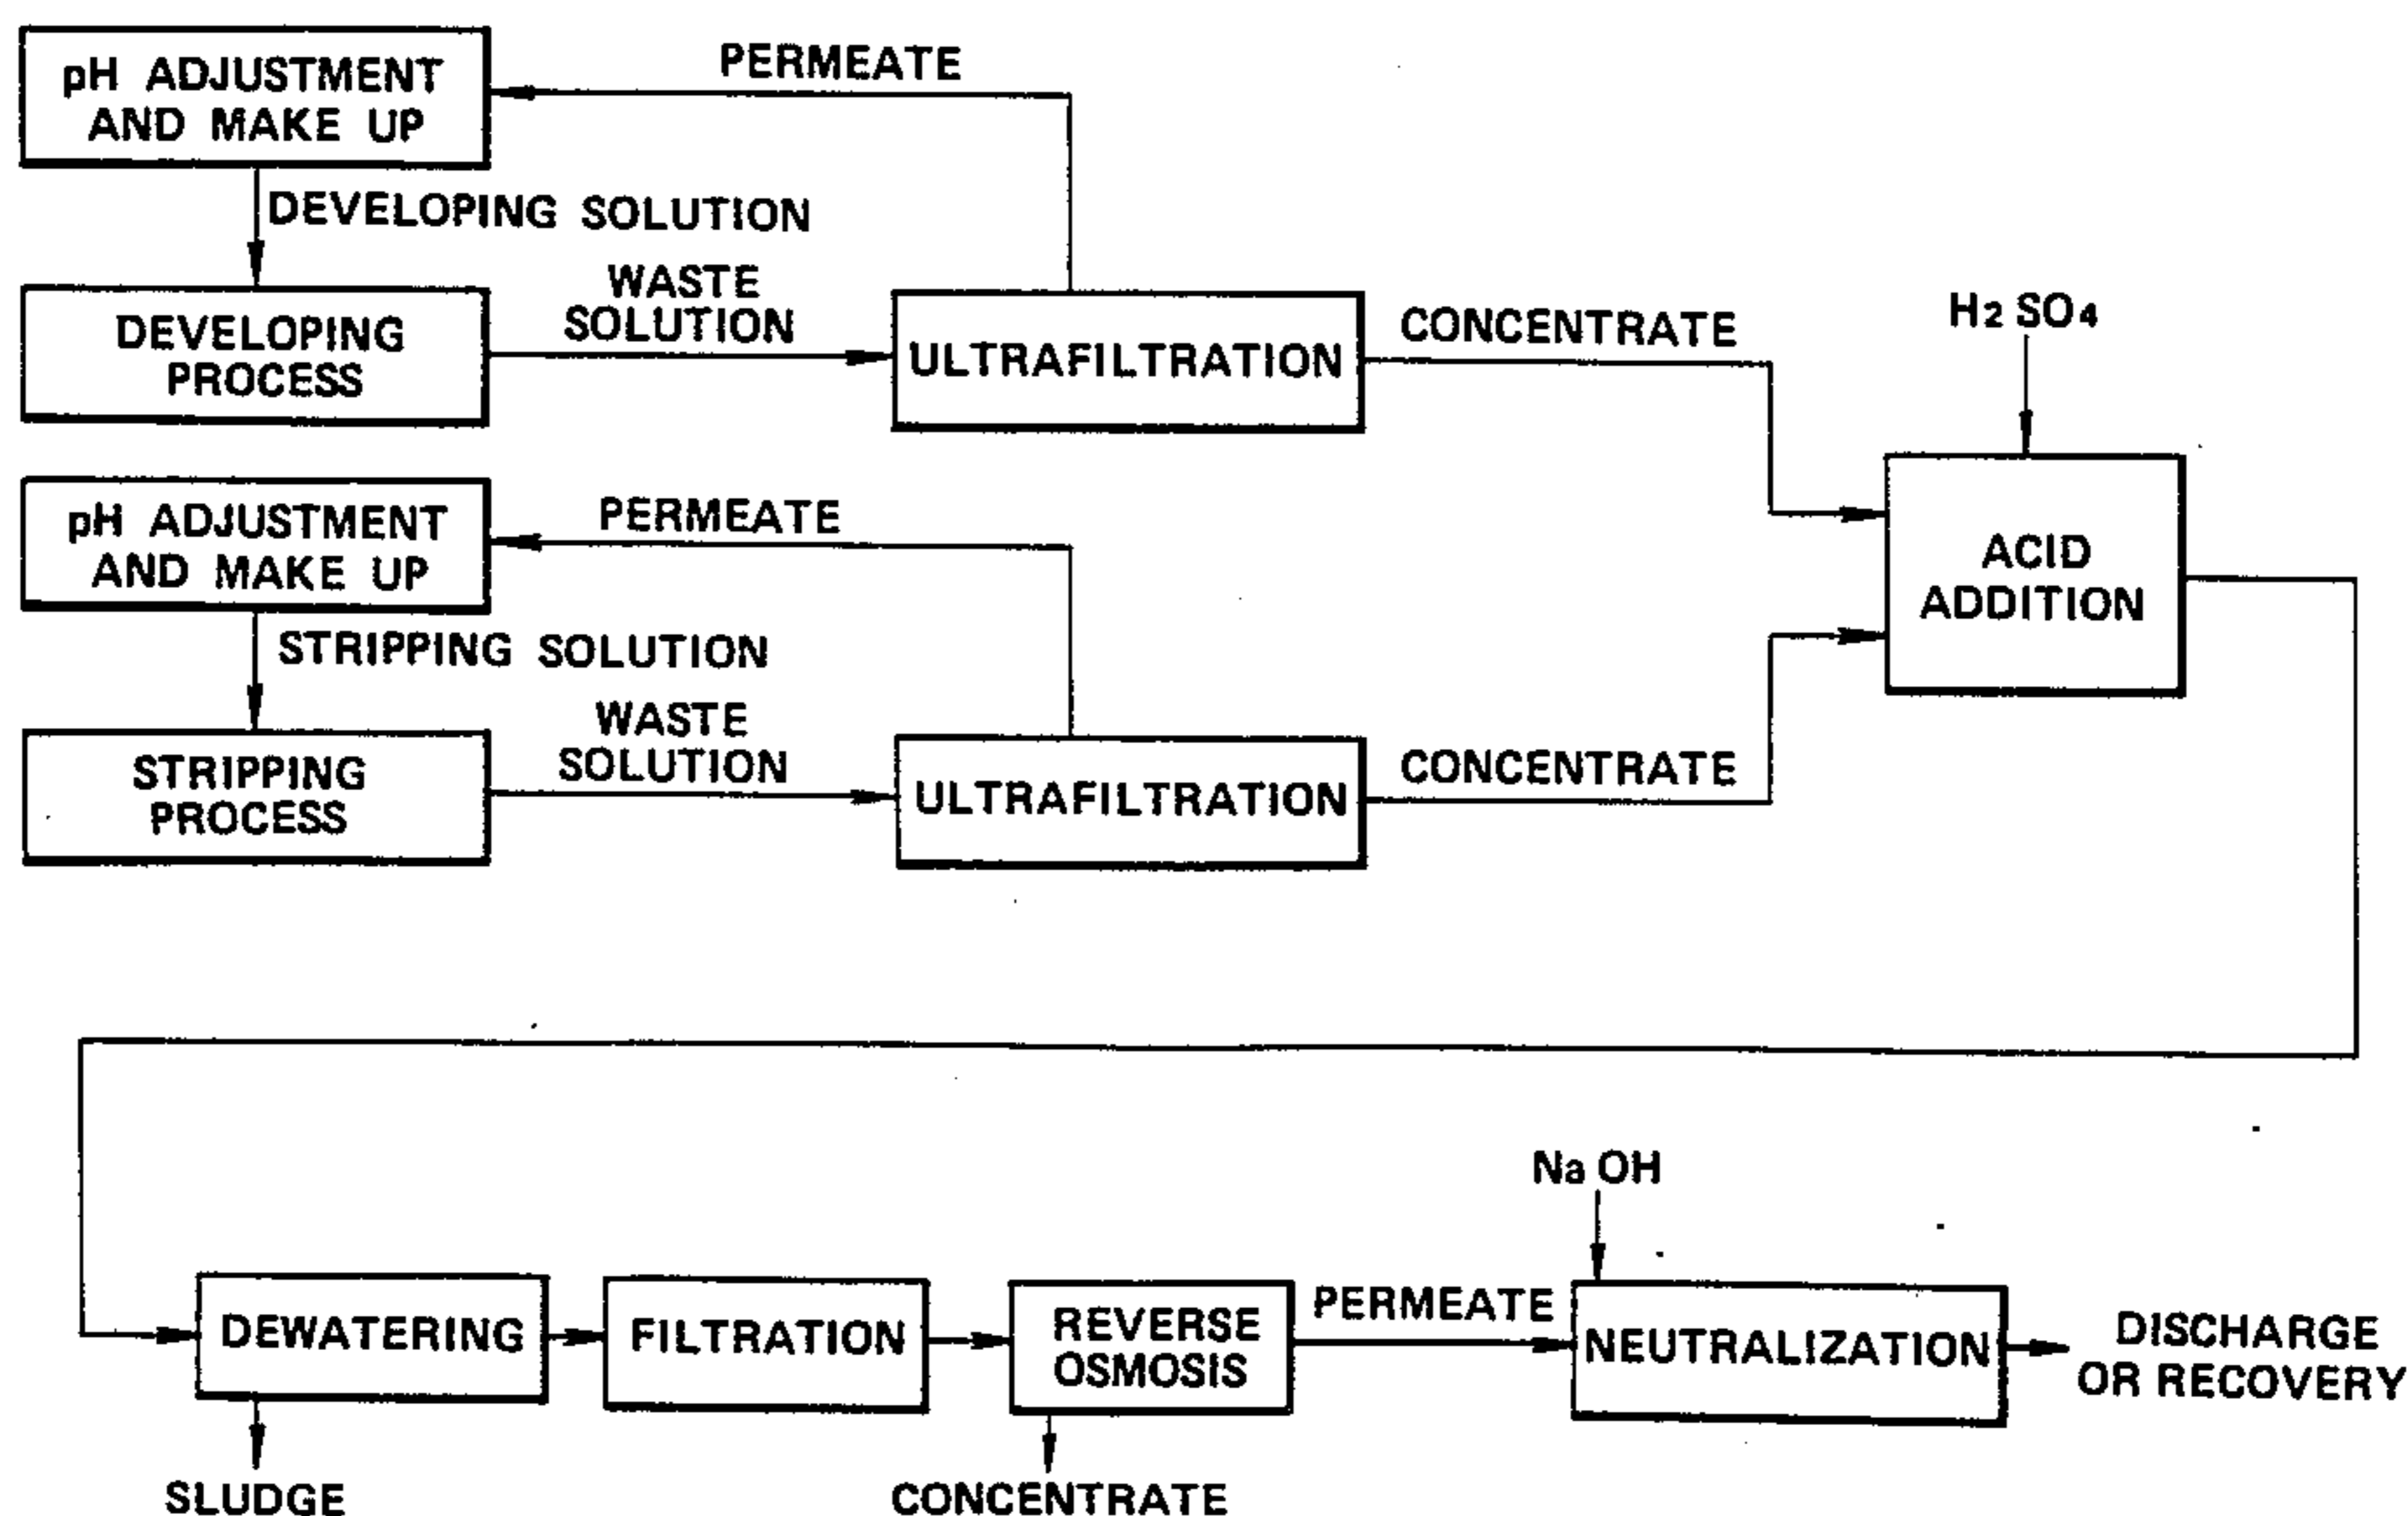 pH ADJUSTMENT
AND MAKE UP
PERMEATE
DEVELOPING SOLUTION
DEVELOPING
PROCESS
WASTE
SOLUTION
ULTRAFILTRATION
CONCENTRATE
H2 SO4
pH ADJUSTMENT
AND MAKE UP
PERMEATE
STRIPPING SOLUTION
STRIPPING
PROCESS
WASTE
SOLUTION
ULTRAFILTRATION
CONCENTRATE
ACID
ADDITION
DEWATERING
SLUDGE
FILTRATION
REVERSE
OSMOSIS
CONCENTRATE
PERMEATE
Na OH
NEUTRALIZATION
DISCHARGE
OR RECOVERY